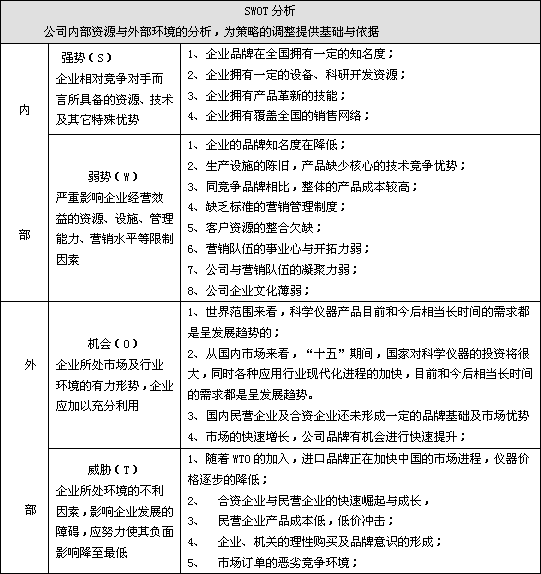 SWOT 分析
公司内部资源与外部环境的分析，为策略的调整提供基础与依据
内
部
强势(S)
企业相对竞争对手而
言所具备的资源、技术
及其它特殊优势
1、企业品牌在全国拥有一定的知名度；
2、企业拥有一定的设备、科研开发资源；
3、企业拥有产品革新的技能；
4、企业拥有覆盖全国的销售网络；
弱势(W)
严重影响企业经营效
益的资源、设施、管理
能力、营销水平等限制
因素
1、企业的品牌知名度在降低；
2、生产设施的陈旧，产品缺少核心的技术竞争优势；
3、同竞争品牌相比，整体的产品成本较高；
4、缺乏标准的营销管理制度；
5、客户资源的整合欠缺；
6、营销队伍的事业心与开拓力弱；
7、公司与营销队伍的凝聚力弱；
8、公司企业文化薄弱；
外
部
机会(O)
企业所处市场及行业
环境的有力形势，企业
应加以充分利用
1、世界范围来看，科学仪器产品目前和今后相当长时间的需求都
是呈发展趋势的；
2、从国内市场来看，“十五”期间，国家对科学仪器的投资将很
大，同时各种应用行业现代化进程的加快，目前和今后相当长时间
的需求都是呈发展趋势。
3、国内民营企业及合资企业还未形成一定的品牌基础及市场优势
4、市场的快速增长，公司品牌有机会进行快速提升；
威胁(T)
企业所处环境的不利
因素，影响企业发展的
障碍，应努力使其负面
影响降至最低
1、随着WTO的加入，进口品牌正在加快中国的市场进程，仪器价
格逐步的降低；
2、 合资企业与民营企业的快速崛起与成长，
3、 民营企业产品成本低，低价冲击；
4、 企业、机关的理性购买及品牌意识的形成；
5、 市场订单的恶劣竞争环境；